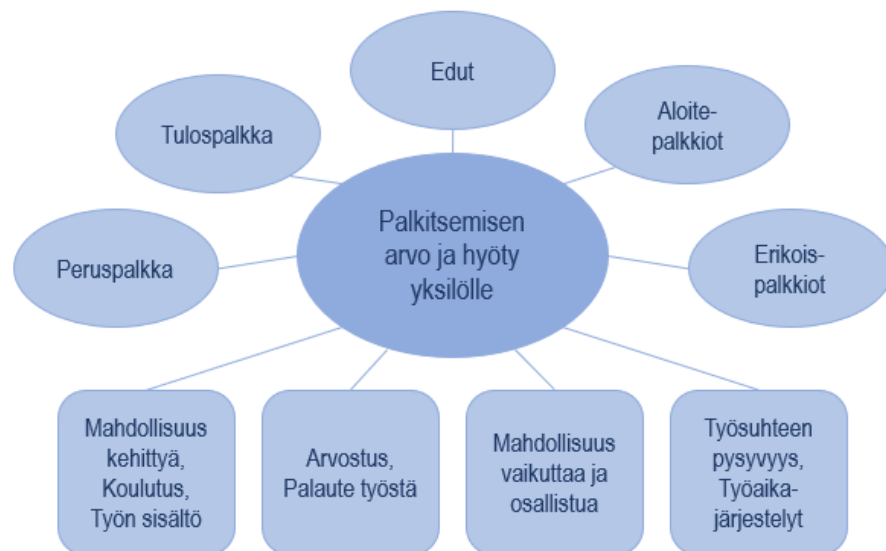 Edut
Tulospalkka
Aloite-
palkkiot
Peruspalkka
Palkitsemisen
arvo ja hyöty
yksilölle
Erikois-
palkkiot
Mahdollisuus
kehittyä,
Koulutus,
Työn sisältö
Arvostus,
Palaute työstä
Mahdollisuus
vaikuttaa ja
osallistua
Työsuhteen
pysyvyys,
Työaika-
järjestelyt